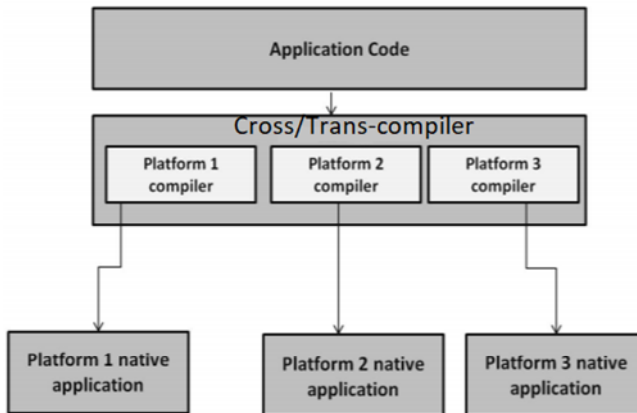 Application Code
Cross/Trans-compiler
Platform 1
compiler
Platform 2
compiler
Platform 3
compiler
Platform 1 native
application
Platform 2 native
application
Platform 3 native
application